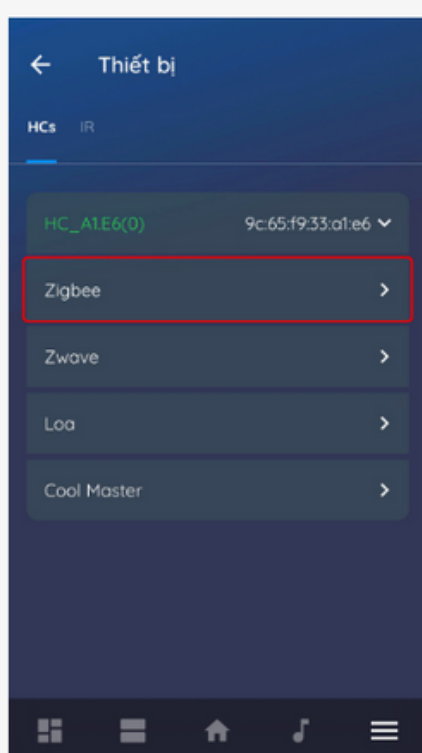 Thiết bị
HCs IR
HC_A1.E6(0) 9c:65:f9:33:a1:e6
Zigbee
Zwave
Loa
Cool Master